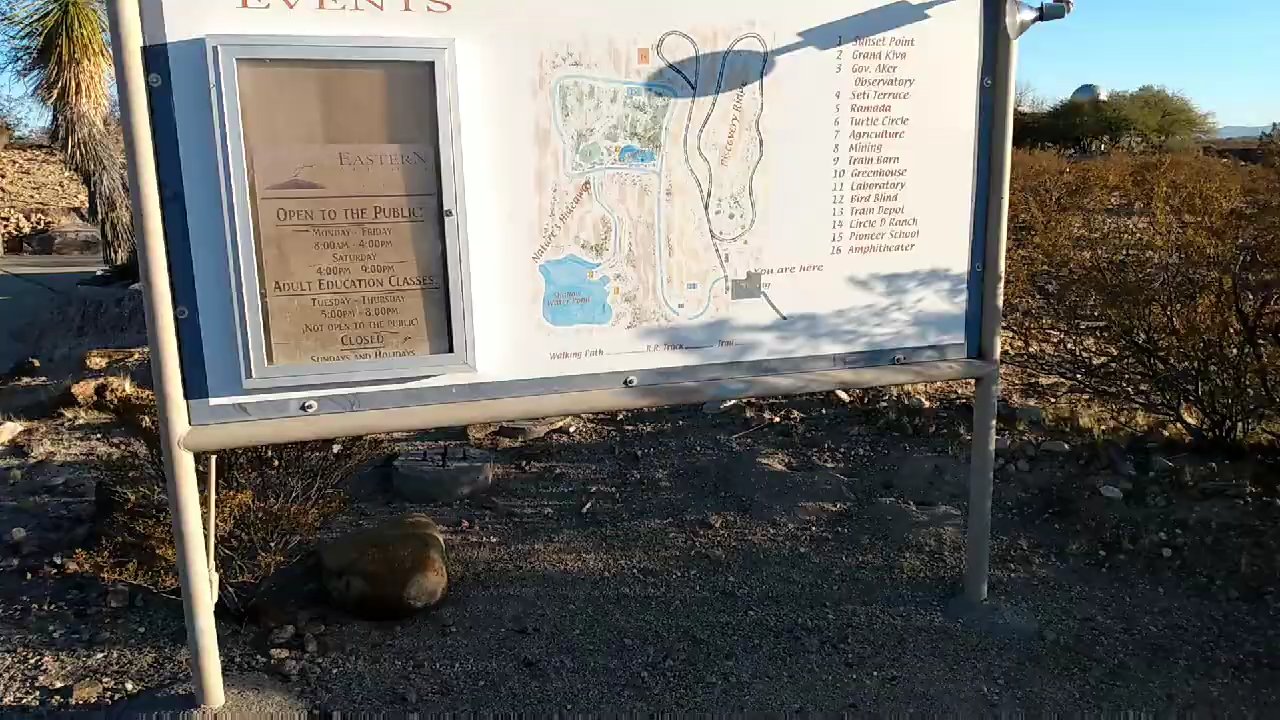 EVENTS
EASTERN
OPEN TO THE PUBLIC:
MONDAY - FRIDAY
8:00AM - 4:00PM
SATURDAY
4:00PM 9:00PM
ADULT EDUCATION CLASSES:
TUESDAY - THURSDAY
5:00PM - 8:00PM
(NOT OPEN TO THE PUBLIC)
CLOSED
SUNDAYS AND HOLIDAYS
Nature's Hideaway
Discovery Ridge
Water Pond
You are here
Walking Path R.R. Track Trail
1 Sunset Point
2 Grand Kiva
3 Gov. Aker
Observatory
4 Seti Terrace
5 Ramada
6 Turtle Circle
7 Agriculture
8 Mining
9 Train Barn
10 Greenhouse
11 Laboratory
12 Bird Blind
13 Train Depot
14 Circle D Ranch
15 Pioneer School
16 Amphitheater